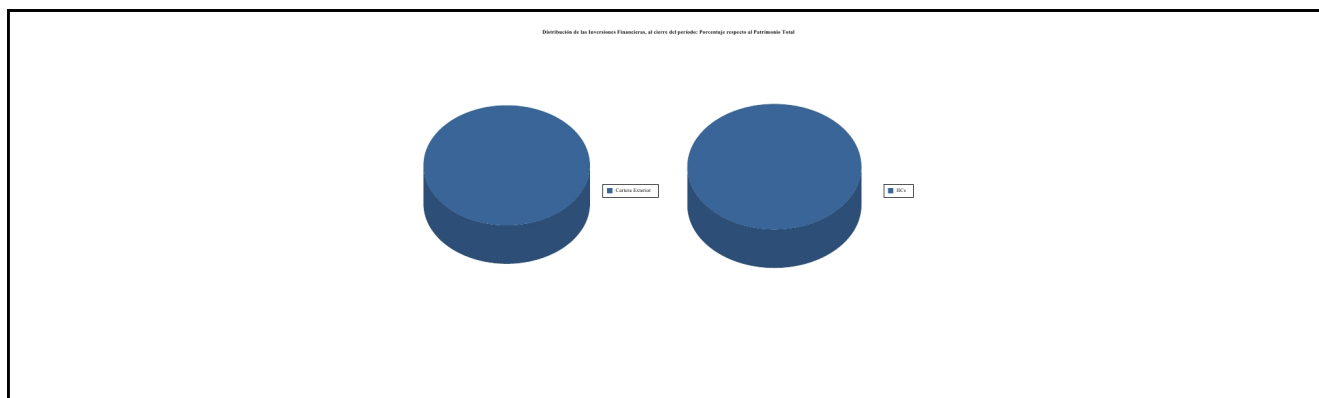 Distribución de las Inversiones Financieras, al cierre del período: Porcentaje respecto al Patrimonio Total
Cartera Exterior
IICs